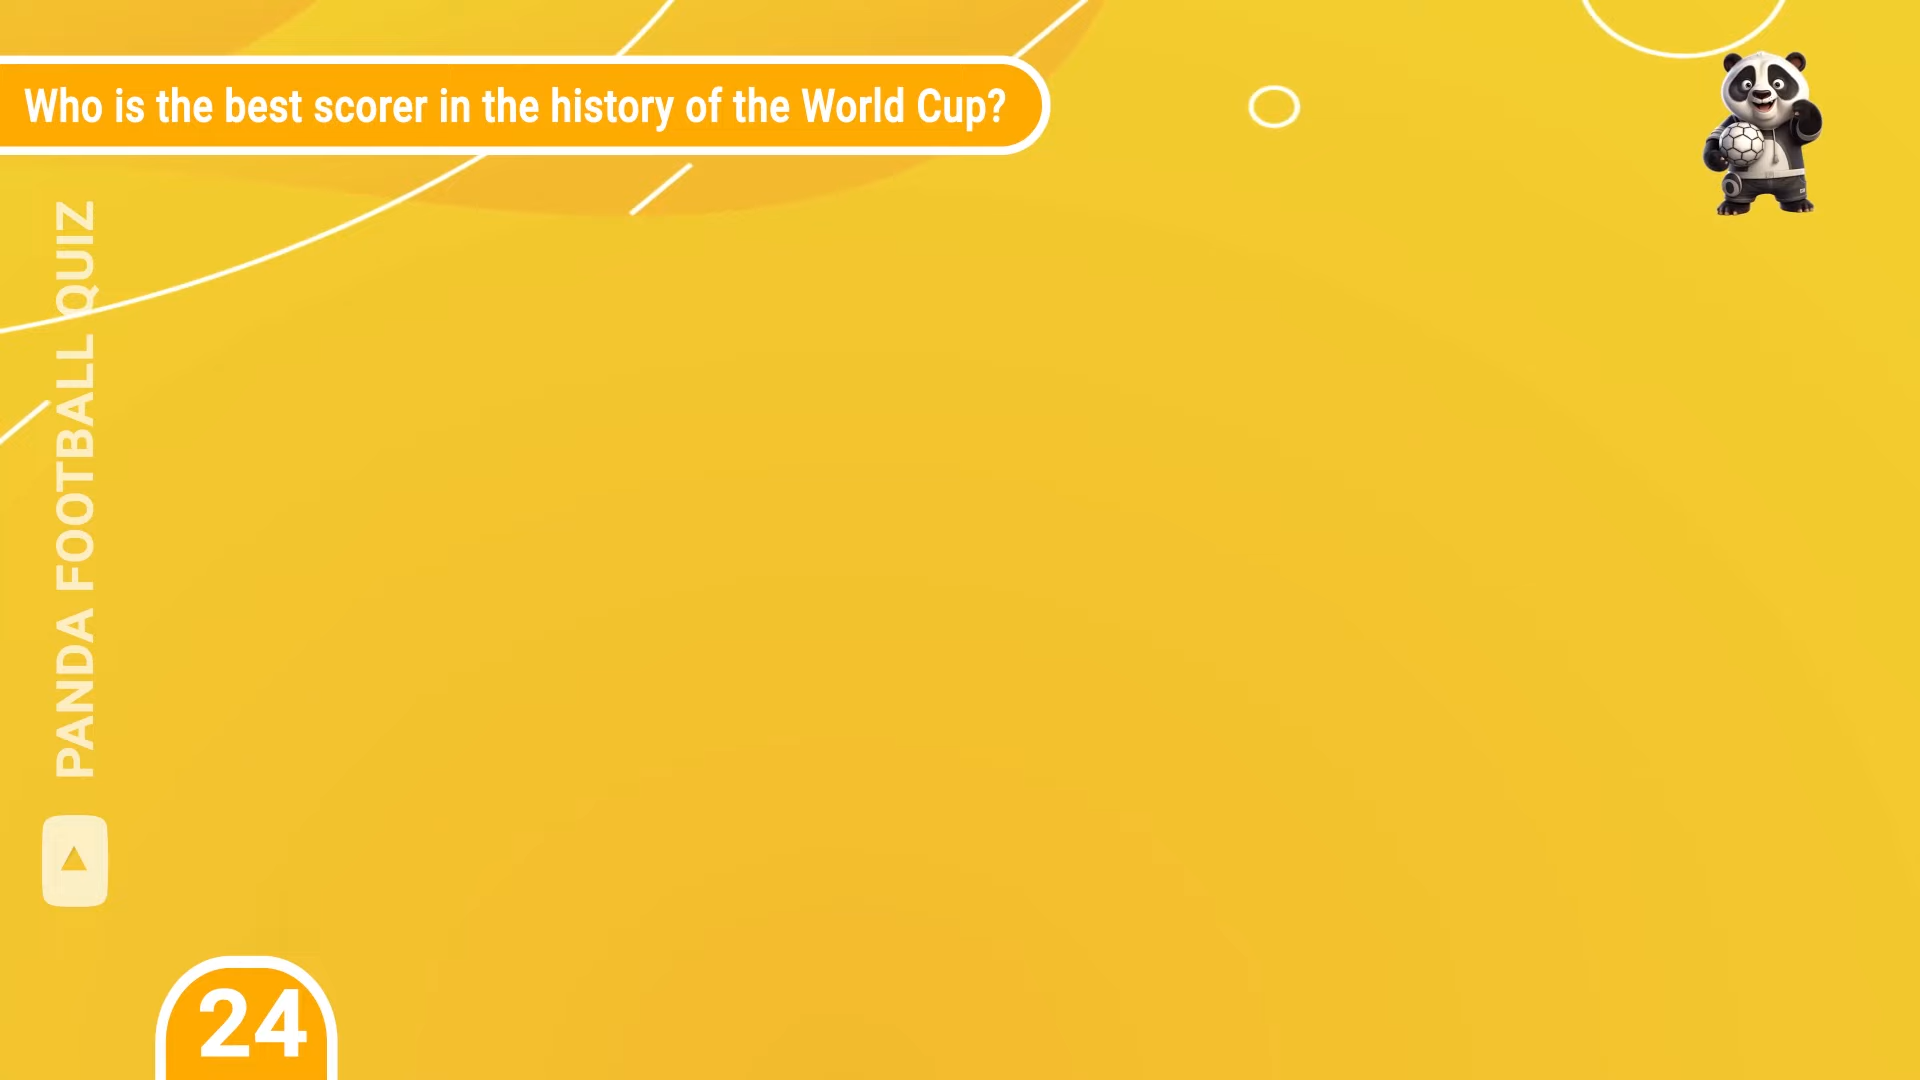 Who is the best scorer in the history of the World Cup?
PANDA FOOTBALL QUIZ
24